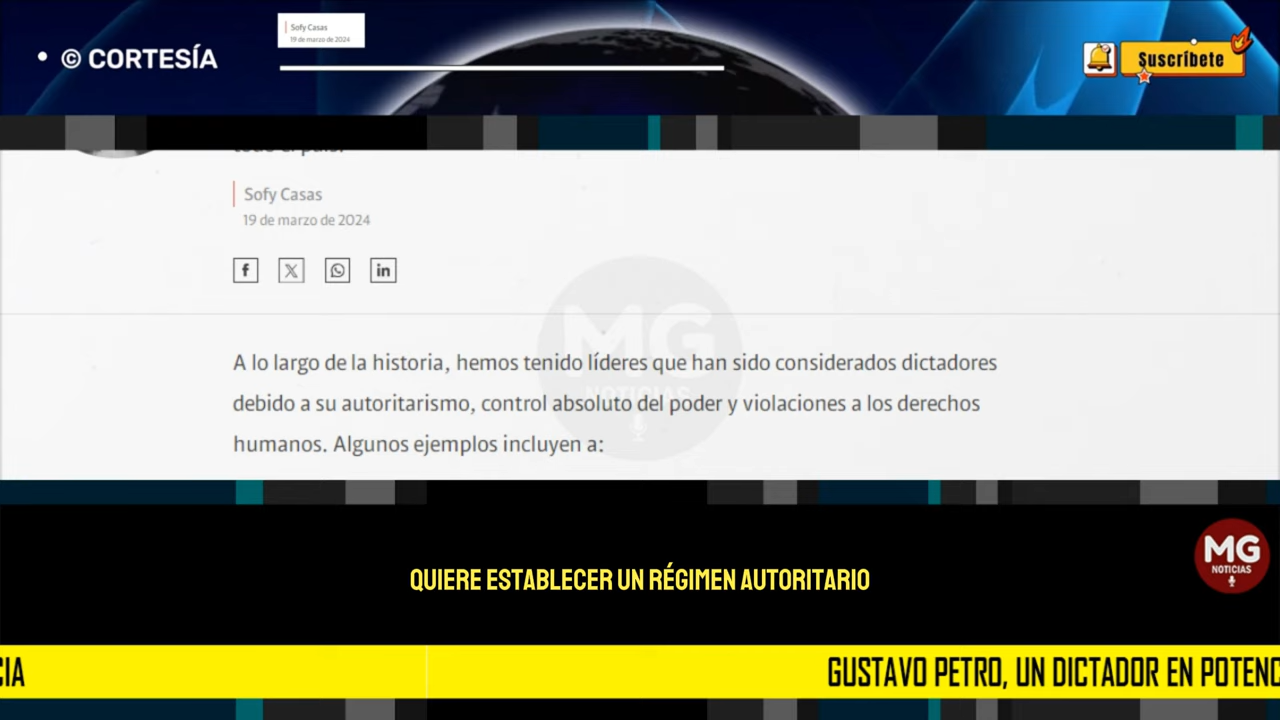 Sofy Casas
19 de marzo de 2024
• © CORTESÍA
Suscríbete
todo el país.
Sofy Casas
19 de marzo de 2024
A lo largo de la historia, hemos tenido líderes que han sido considerados dictadores
debido a su autoritarismo, control absoluto del poder y violaciones a los derechos
humanos. Algunos ejemplos incluyen a:
MG
NOTICIAS
QUIERE ESTABLECER UN RÉGIMEN AUTORITARIO
MG
NOTICIAS
CIA
GUSTAVO PETRO, UN DICTADOR EN POTENC